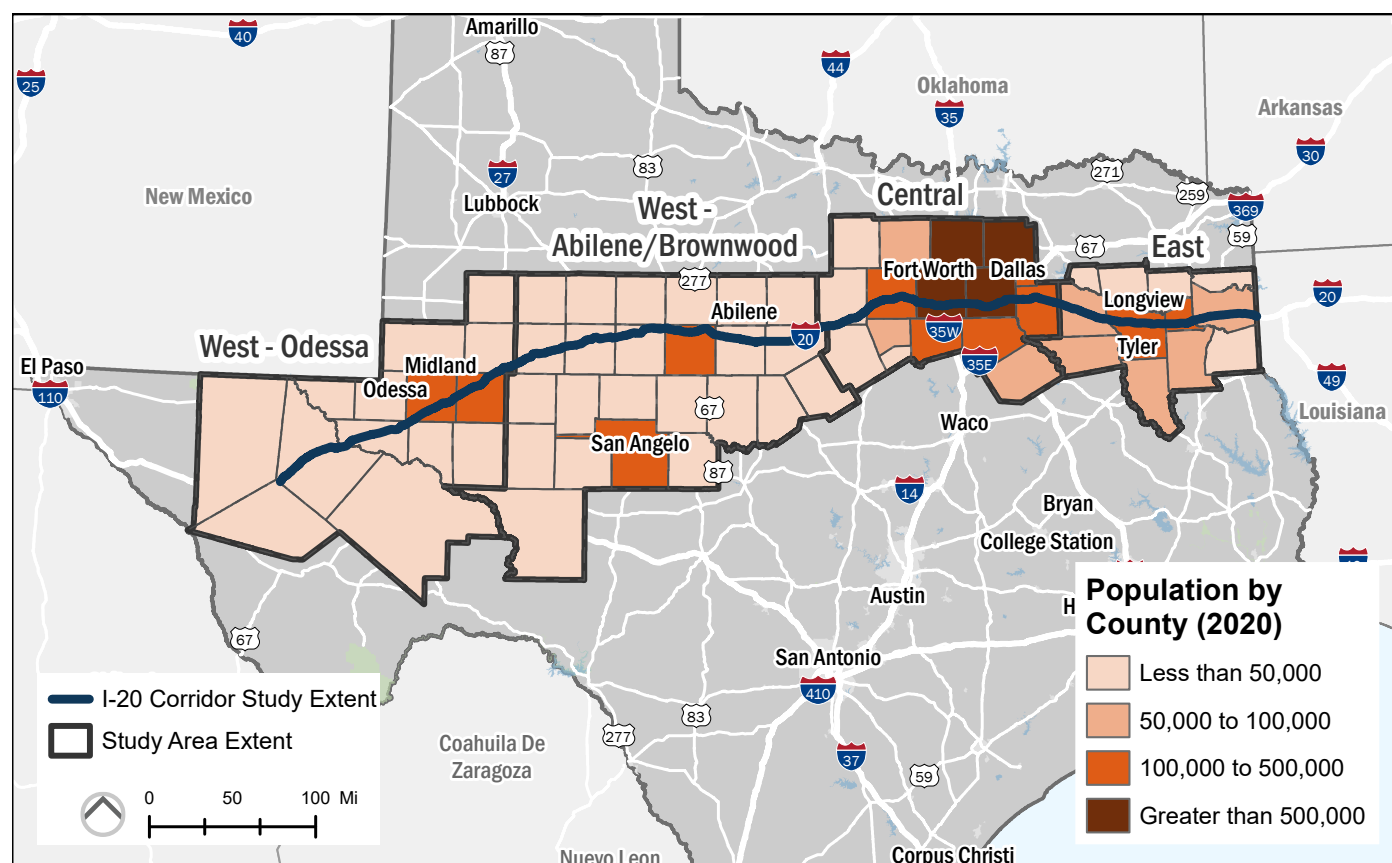 Amarillo
87
40
25
44
Oklahoma
35
Arkansas
30
New Mexico
27
Lubbock
83
271
259
369
59
West -
Abilene/Brownwood
Central
67
East
277
Fort Worth
Dallas
Longview
20
Abilene
20
35W
35E
Tyler
West - Odessa
Midland
Odessa
El Paso
110
49
Louisiana
67
San Angelo
87
Waco
14
Bryan
College Station
Austin
H
San Antonio
410
67
83
277
37
59
Coahuila De
Zaragoza
Nuevo Leon
Corpus Christi
I-20 Corridor Study Extent
Study Area Extent
0 50 100 Mi
Population by
County (2020)
Less than 50,000
50,000 to 100,000
100,000 to 500,000
Greater than 500,000